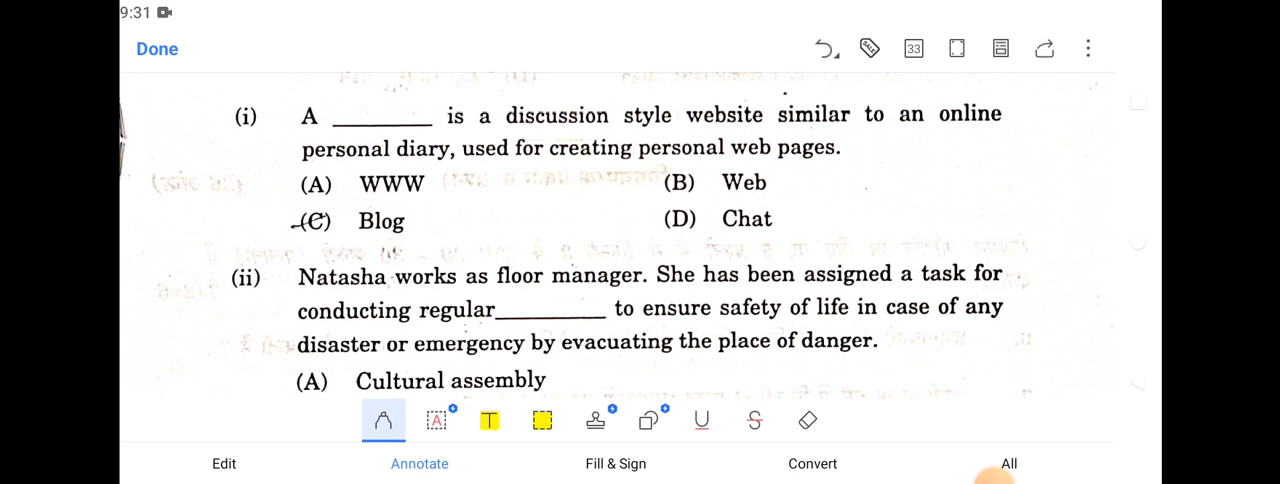 9:31
Done
33
(i) A ________ is a discussion style website similar to an online
personal diary, used for creating personal web pages.
(A) WWW (B) Web
(C) Blog (D) Chat
(ii) Natasha works as floor manager. She has been assigned a task for
conducting regular_________ to ensure safety of life in case of any
disaster or emergency by evacuating the place of danger.
(A) Cultural assembly
A T U S
Edit Annotate Fill & Sign Convert All